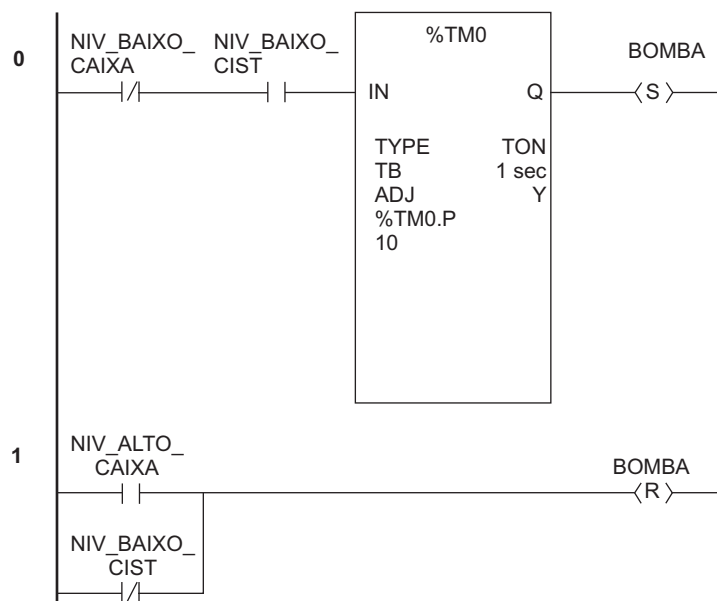 0
NIV_BAIXO_
CAIXA
NIV_BAIXO_
CIST
%TM0
BOMBA
IN
Q
S
TYPE TON
TB 1 sec
ADJ Y
%TM0.P
10
1
NIV_ALTO_
CAIXA
BOMBA
R
NIV_BAIXO_
CIST